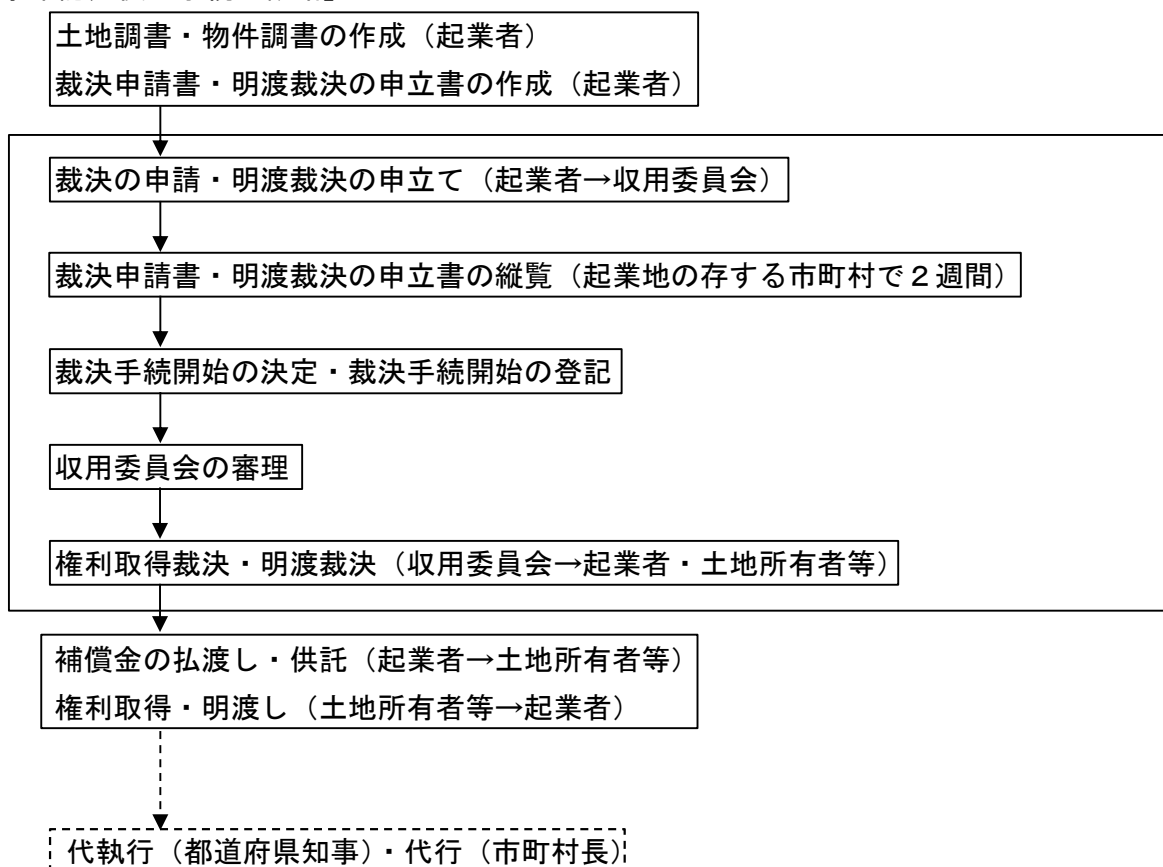 土地調書・物件調書の作成（起業者）
裁決申請書・明渡裁決の申立書の作成（起業者）
裁決の申請・明渡裁決の申立て（起業者→収用委員会）
裁決申請書・明渡裁決の申立書の縦覧（起業地の存する市町村で２週間）
裁決手続開始の決定・裁決手続開始の登記
収用委員会の審理
権利取得裁決・明渡裁決（収用委員会→起業者・土地所有者等）
補償金の払渡し・供託（起業者→土地所有者等）
権利取得・明渡し（土地所有者等→起業者）
代執行（都道府県知事）・代行（市町村長）